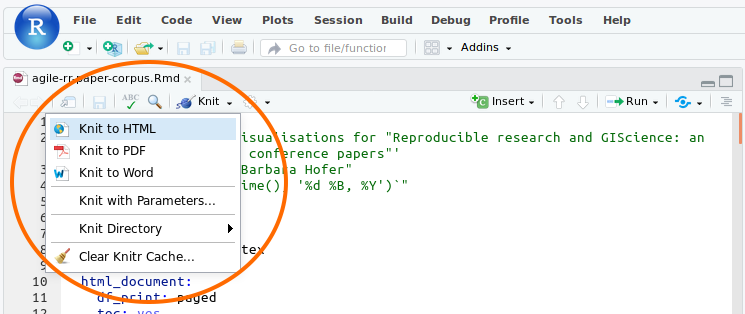 R File Edit Code View Plots Session Build Debug Profile Tools Help
Go to file/function Addins
Rmd agile-rr-paper-corpus.Rmd
ABC Knit Insert Run
1
2 isualisations for "Reproducible research and GIScience: an
conference papers"'
3 Barbara Hofer"
4 ime(), '%d %B, %Y')`"
Knit to HTML
Knit to PDF
Knit to Word
Knit with Parameters...
Knit Directory
8 tex
Clear Knitr Cache...
9
10 html_document:
11 df_print: paged
12 toc: yes